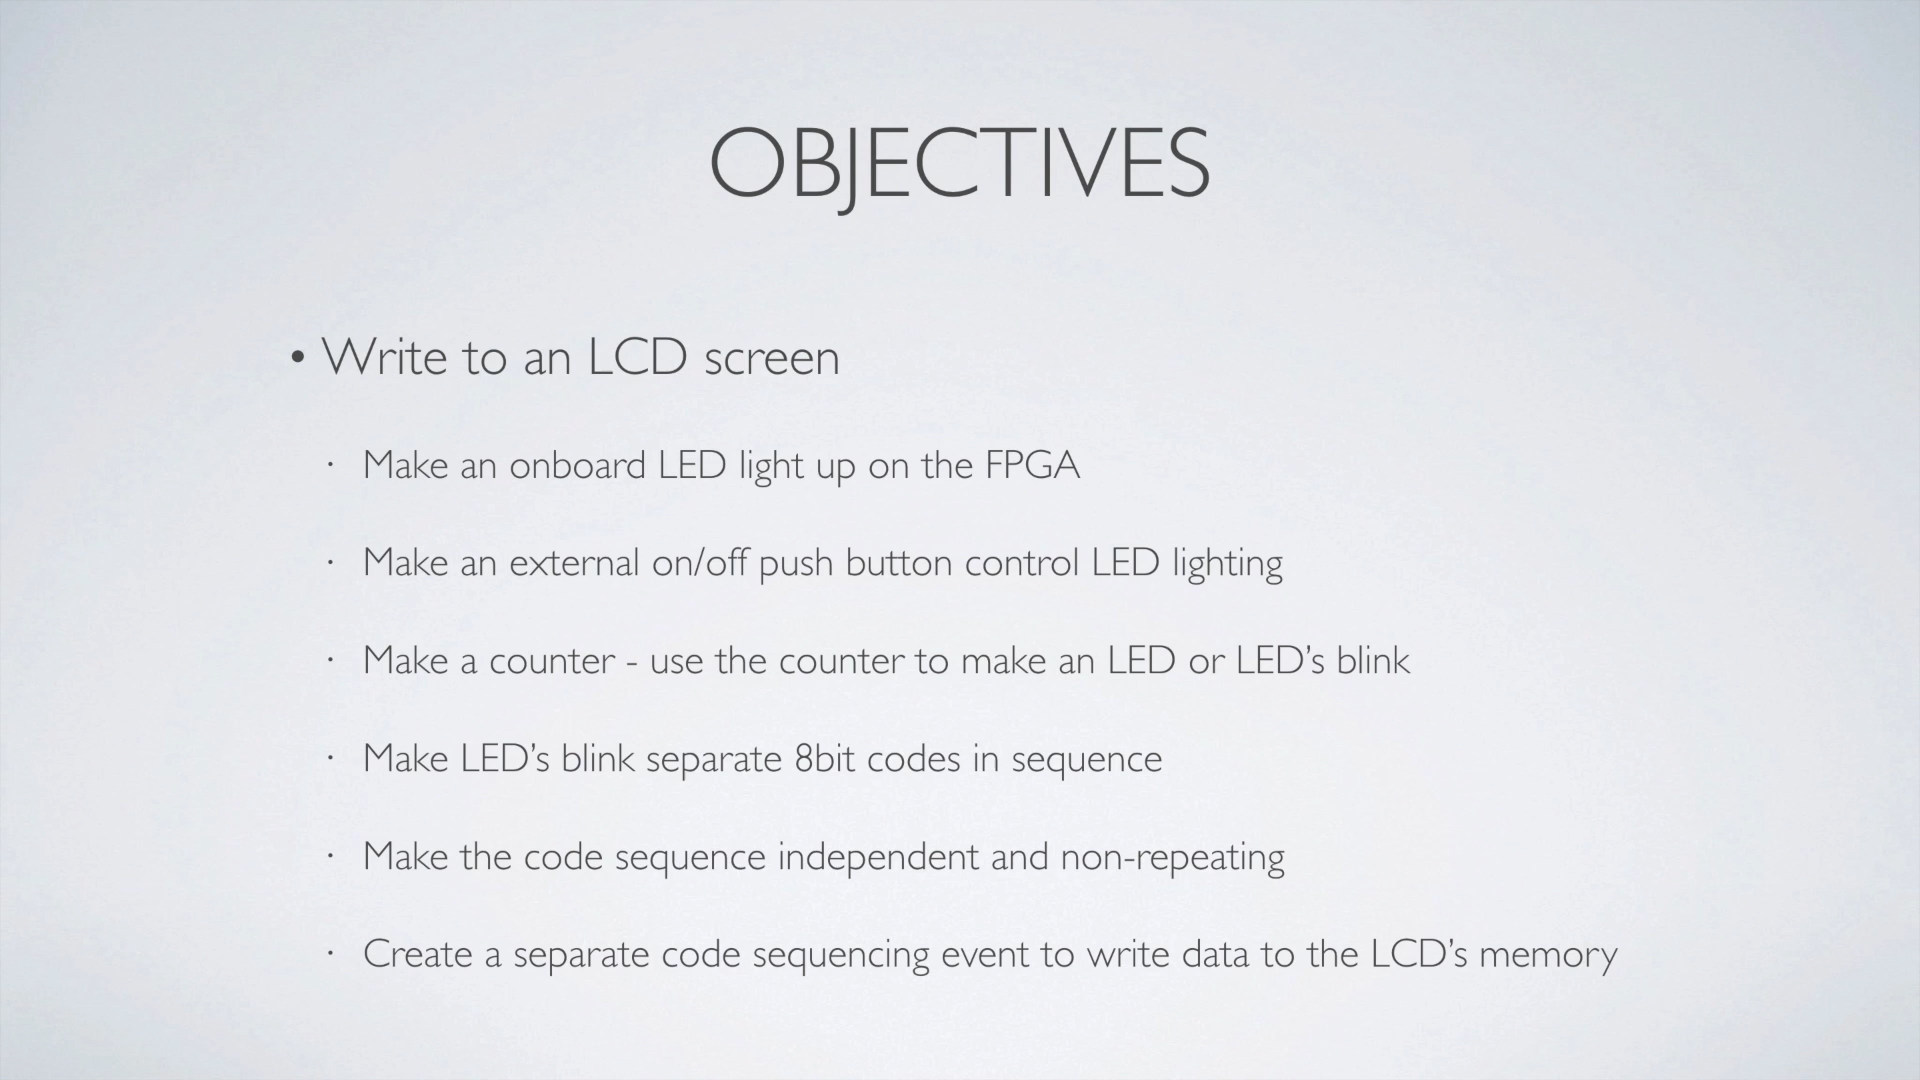 OBJECTIVES
• Write to an LCD screen
· Make an onboard LED light up on the FPGA
· Make an external on/off push button control LED lighting
· Make a counter - use the counter to make an LED or LED’s blink
· Make LED’s blink separate 8bit codes in sequence
· Make the code sequence independent and non-repeating
· Create a separate code sequencing event to write data to the LCD’s memory